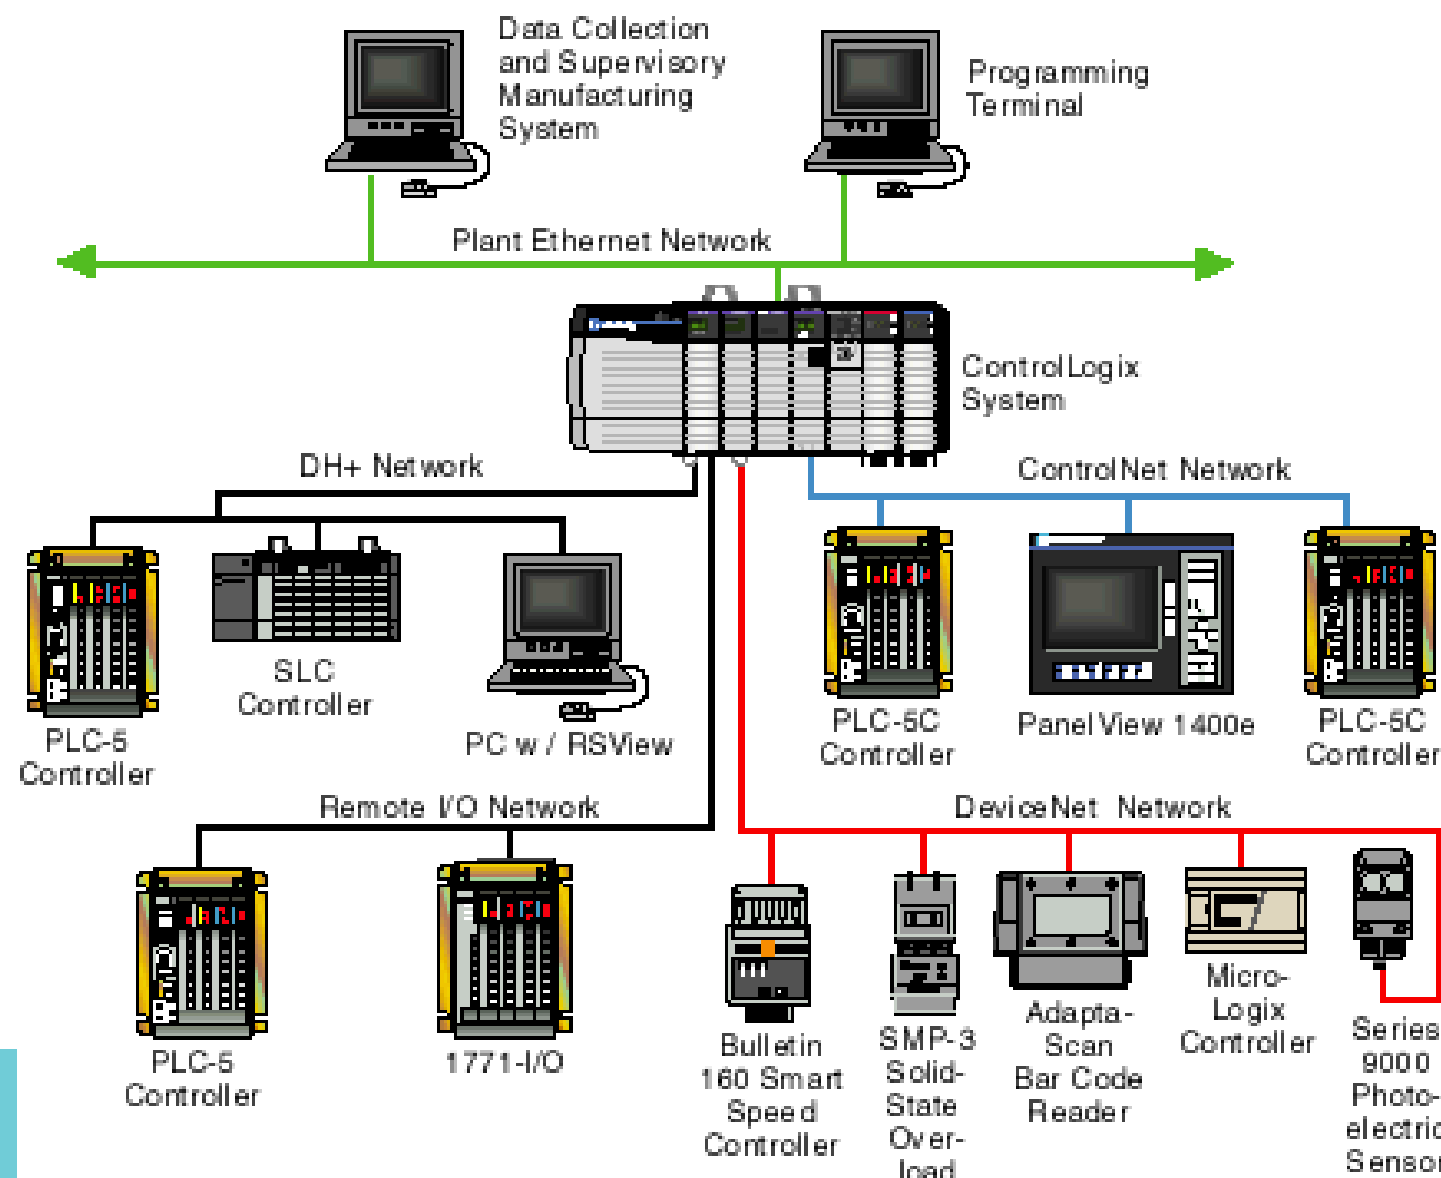 Data Collection
and Supervisory
Manufacturing
System
Programming
Terminal
Plant Ethernet Network
ControlLogix
System
DH+ Network
ControlNet Network
SLC
Controller
PLC-5
Controller
PC w / RSView
PLC-5C
Controller
PanelView 1400e
PLC-5C
Controller
Remote I/O Network
DeviceNet Network
PLC-5
Controller
1771-I/O
Bulletin
160 Smart
Speed
Controller
SMP-3
Solid-
State
Over-
load
Adapta-
Scan
Bar Code
Reader
Micro-
Logix
Controller
Series
9000
Photo-
electric
Sensor